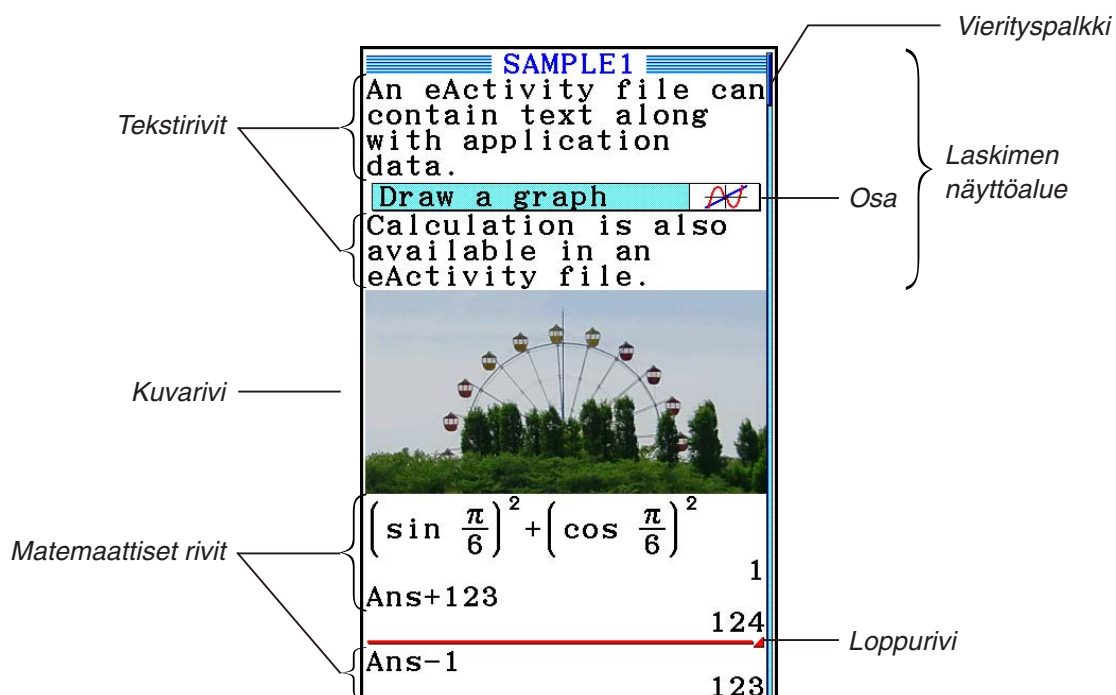 Vierityspalkki
SAMPLE1
An eActivity file can
contain text along
with application
data.
Tekstirivit
Laskimen
näyttöalue
Draw a graph
Osa
Calculation is also
available in an
eActivity file.
Kuvarivi
(sin π/6)²+(cos π/6)²
1
Matemaattiset rivit
Ans+123
124
Loppurivi
Ans-1
123